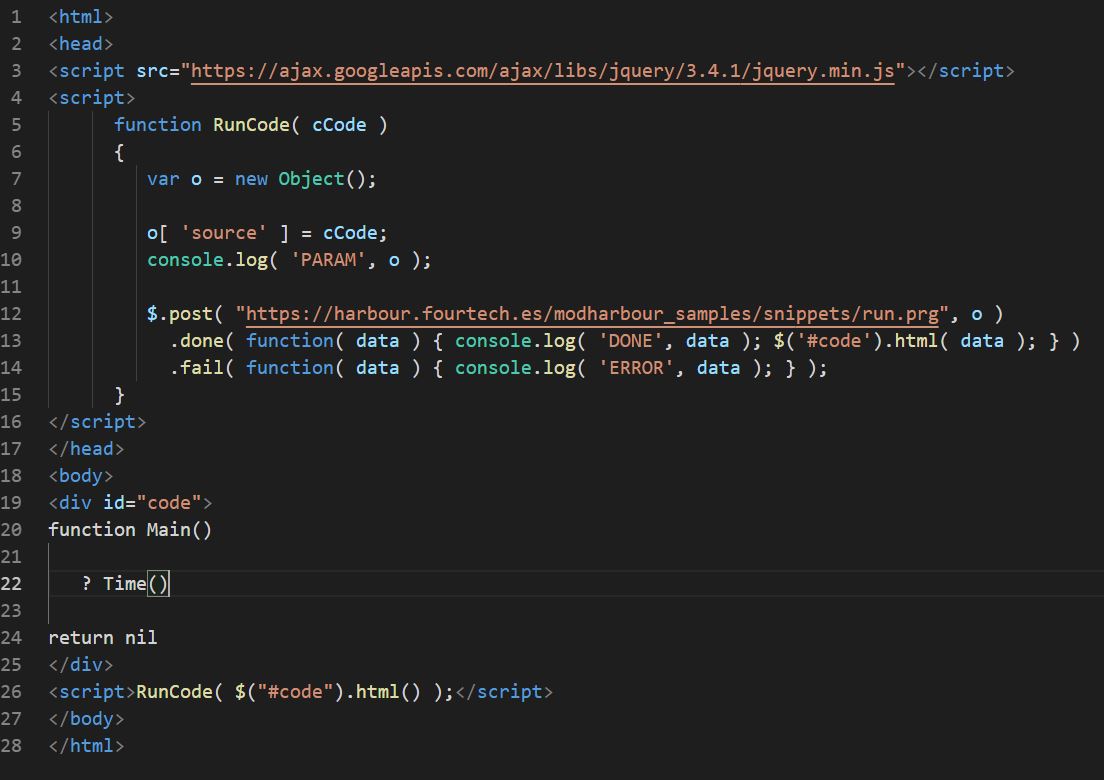 1 <html>
2 <head>
3 <script src="https://ajax.googleapis.com/ajax/libs/jquery/3.4.1/jquery.min.js"></script>
4 <script>
5 function RunCode( cCode )
6 {
7 var o = new Object();
8
9 o[ 'source' ] = cCode;
10 console.log( 'PARAM', o );
11
12 $.post( "https://harbour.fourtech.es/modharbour_samples/snippets/run.prg", o )
13 .done( function( data ) { console.log( 'DONE', data ); $('#code').html( data ); } )
14 .fail( function( data ) { console.log( 'ERROR', data ); } );
15 }
16 </script>
17 </head>
18 <body>
19 <div id="code">
20 function Main()
21
22 ? Time()
23
24 return nil
25 </div>
26 <script>RunCode( $("#code").html() );</script>
27 </body>
28 </html>